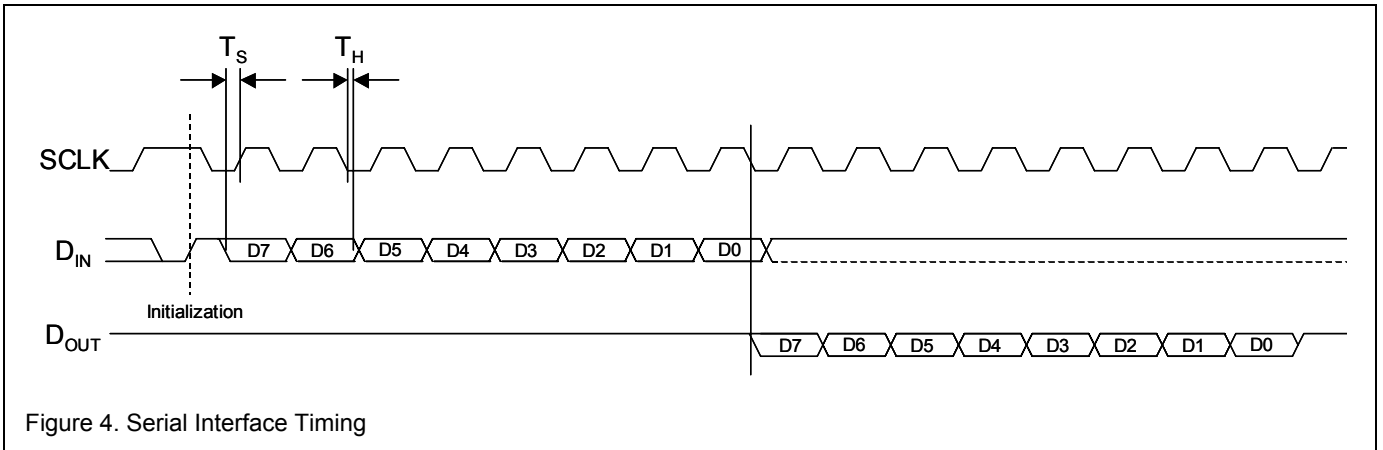 TS TH
SCLK
DIN D7 D6 D5 D4 D3 D2 D1 D0
Initialization
DOUT D7 D6 D5 D4 D3 D2 D1 D0
Figure 4. Serial Interface Timing